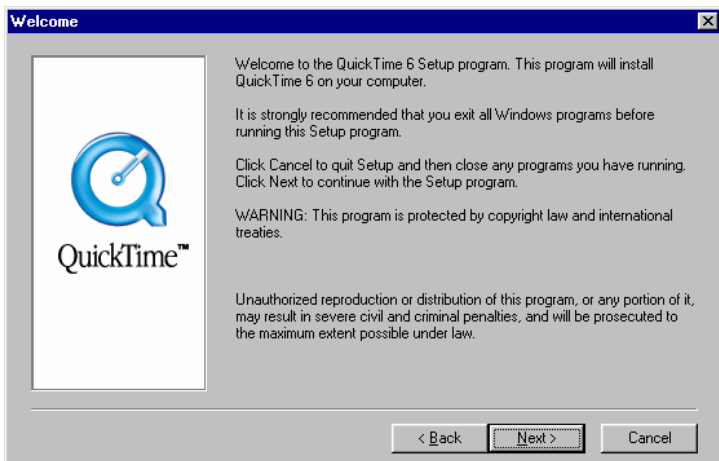 Welcome
Welcome to the QuickTime 6 Setup program. This program will install
QuickTime 6 on your computer.
It is strongly recommended that you exit all Windows programs before
running this Setup program.
Click Cancel to quit Setup and then close any programs you have running.
Click Next to continue with the Setup program.
WARNING: This program is protected by copyright law and international
treaties.
QuickTime™
Unauthorized reproduction or distribution of this program, or any portion of it,
may result in severe civil and criminal penalties, and will be prosecuted to
the maximum extent possible under law.
< Back
Next >
Cancel